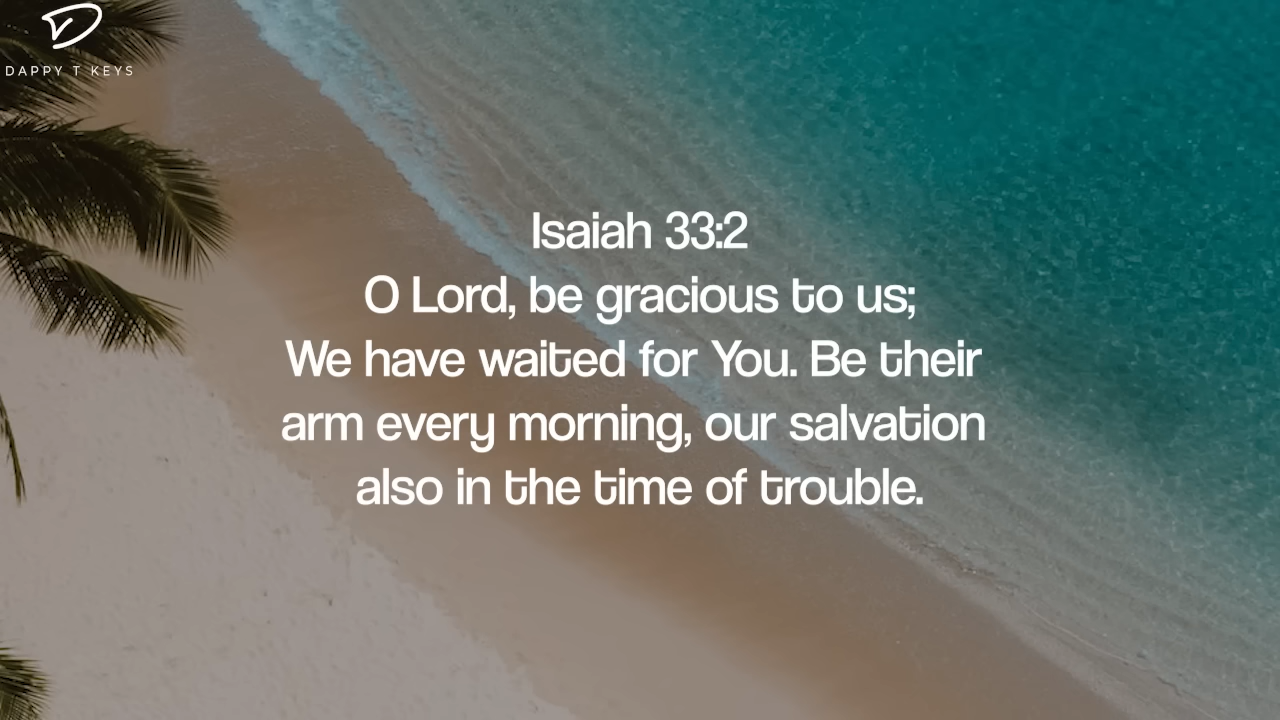 DAPPY T KEYS
Isaiah 33:2
O Lord, be gracious to us;
We have waited for You. Be their
arm every morning, our salvation
also in the time of trouble.